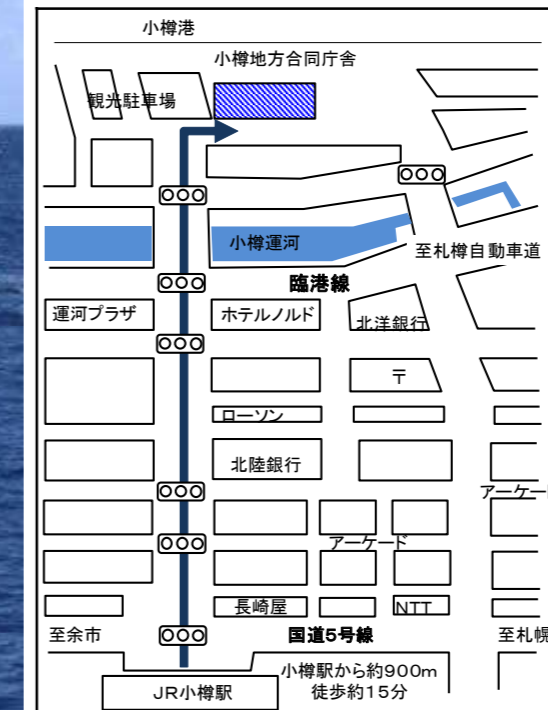 小樽港
小樽地方合同庁舎
観光駐車場
小樽運河
至札樽自動車道
臨港線
運河プラザ
ホテルノルド
北洋銀行
〒
ローソン
北陸銀行
アーケード
アーケード
長崎屋
NTT
至余市
国道5号線
至札幌
小樽駅から約900m
徒歩約15分
JR小樽駅